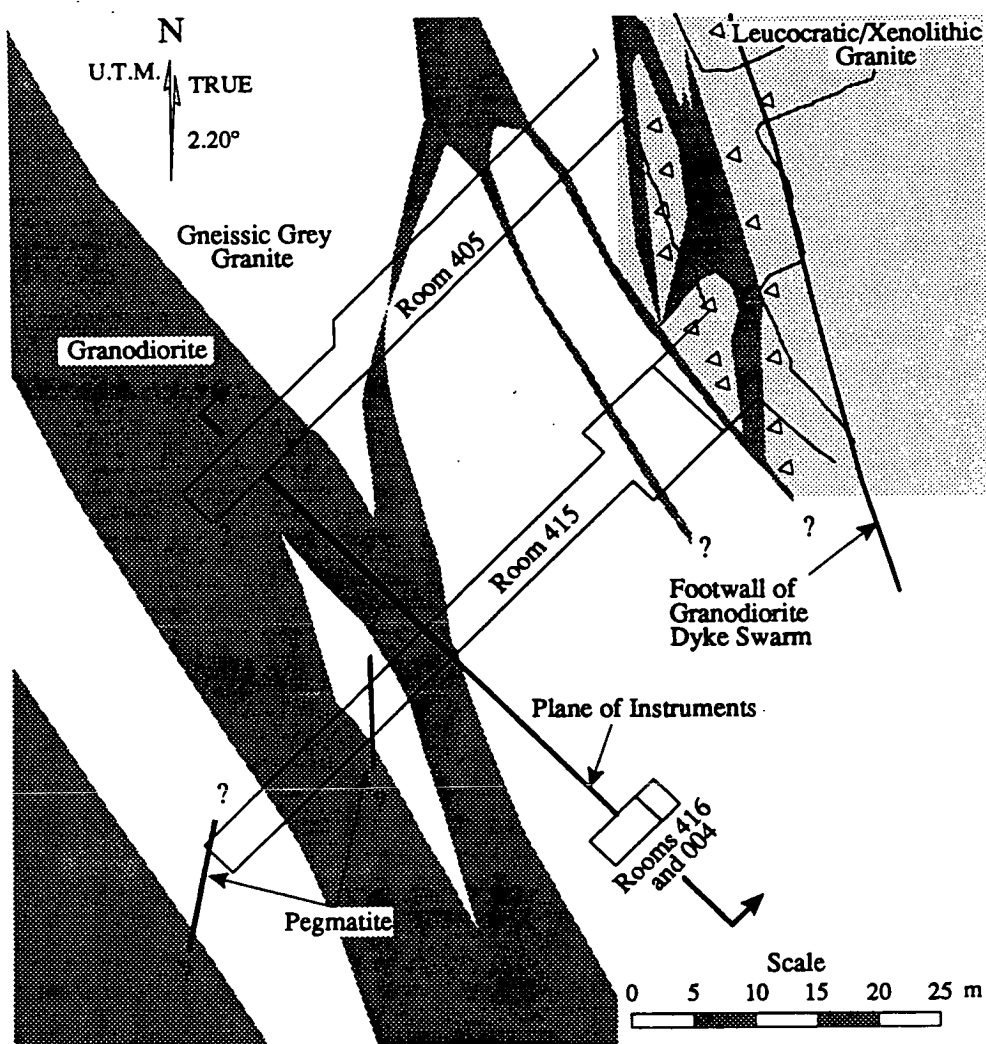 N
U.T.M.
TRUE
2.20°
Leucocratic/Xenolithic
Granite
Gneissic Grey
Granite
Room 405
Granodiorite
Room 415
?
?
Footwall of
Granodiorite
Dyke Swarm
Plane of Instruments
?
Rooms 416
and 004
Pegmatite
Scale
0 5 10 15 20 25 m